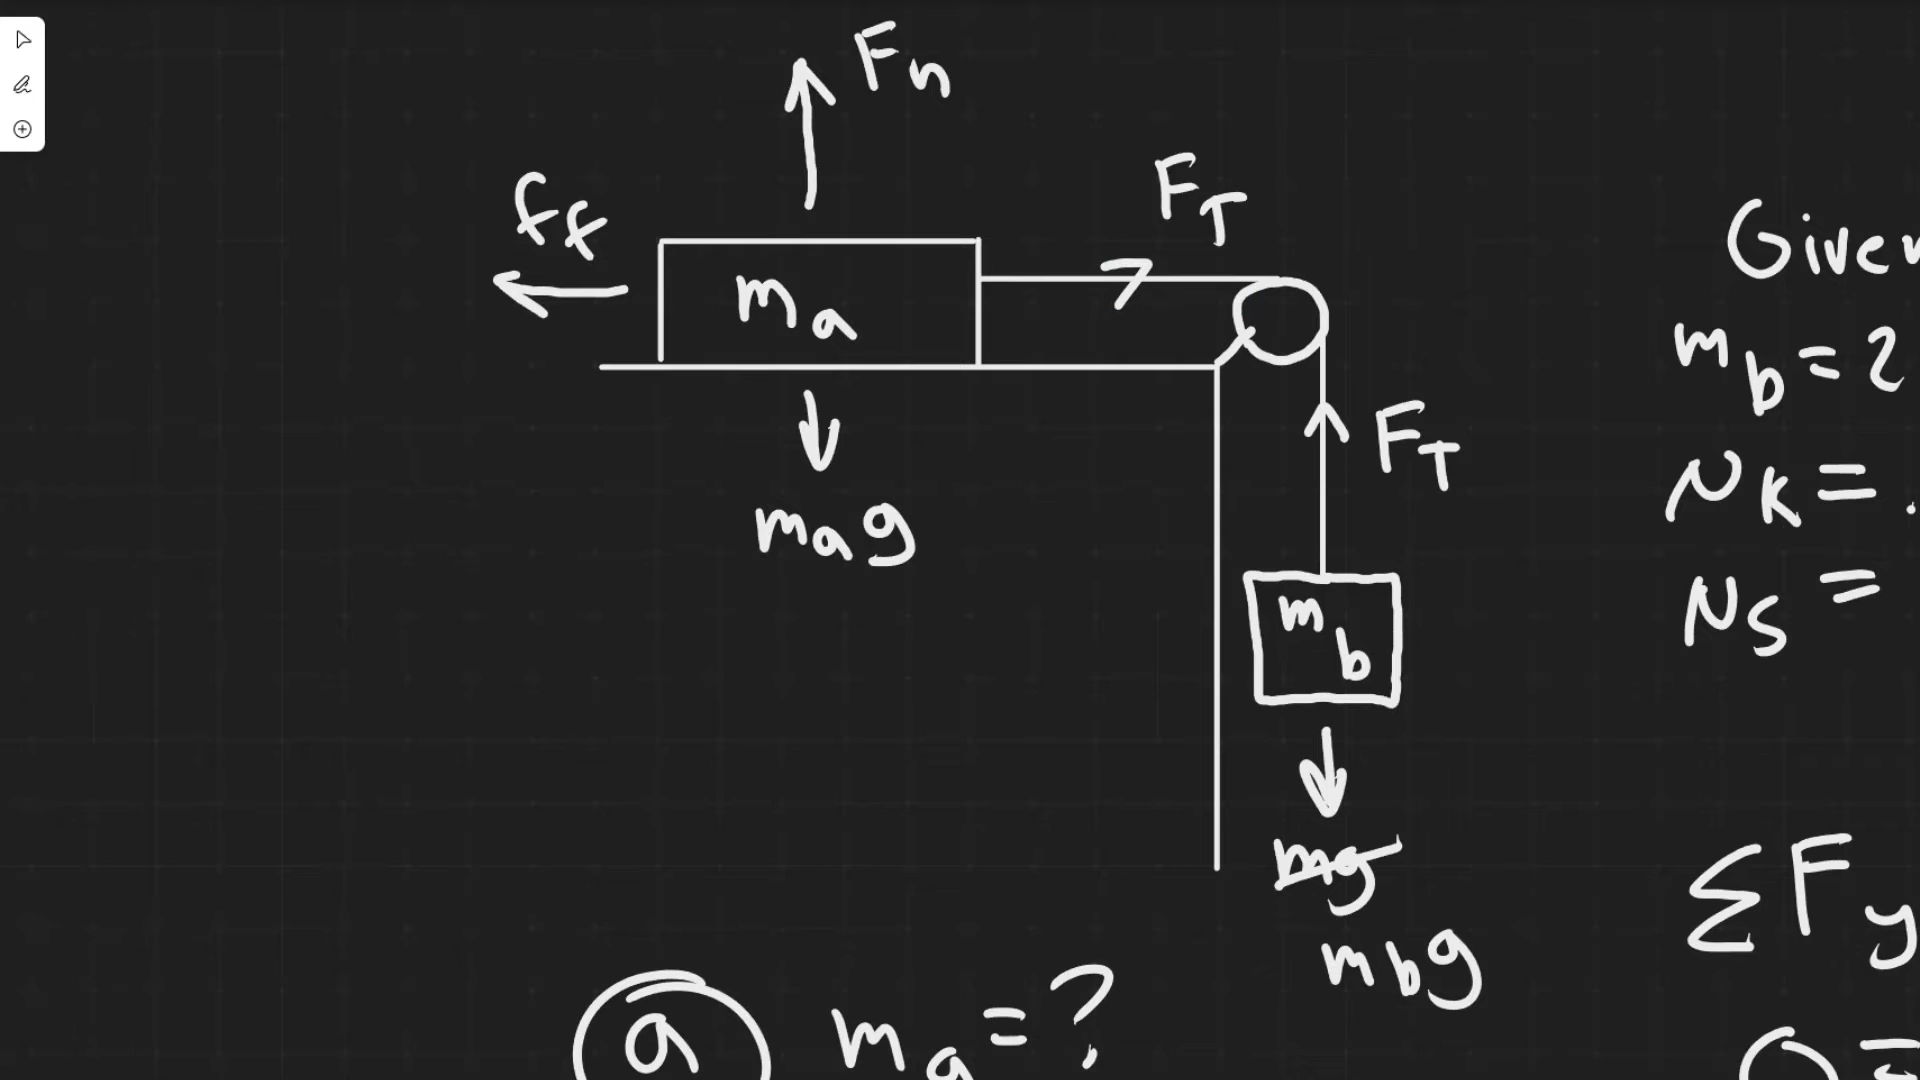 Fn
ff
FT
ma
mag
FT
mb
mg
mbg
a ma = ?
Given
mb = 2
μk = .
μs =
ΣFy